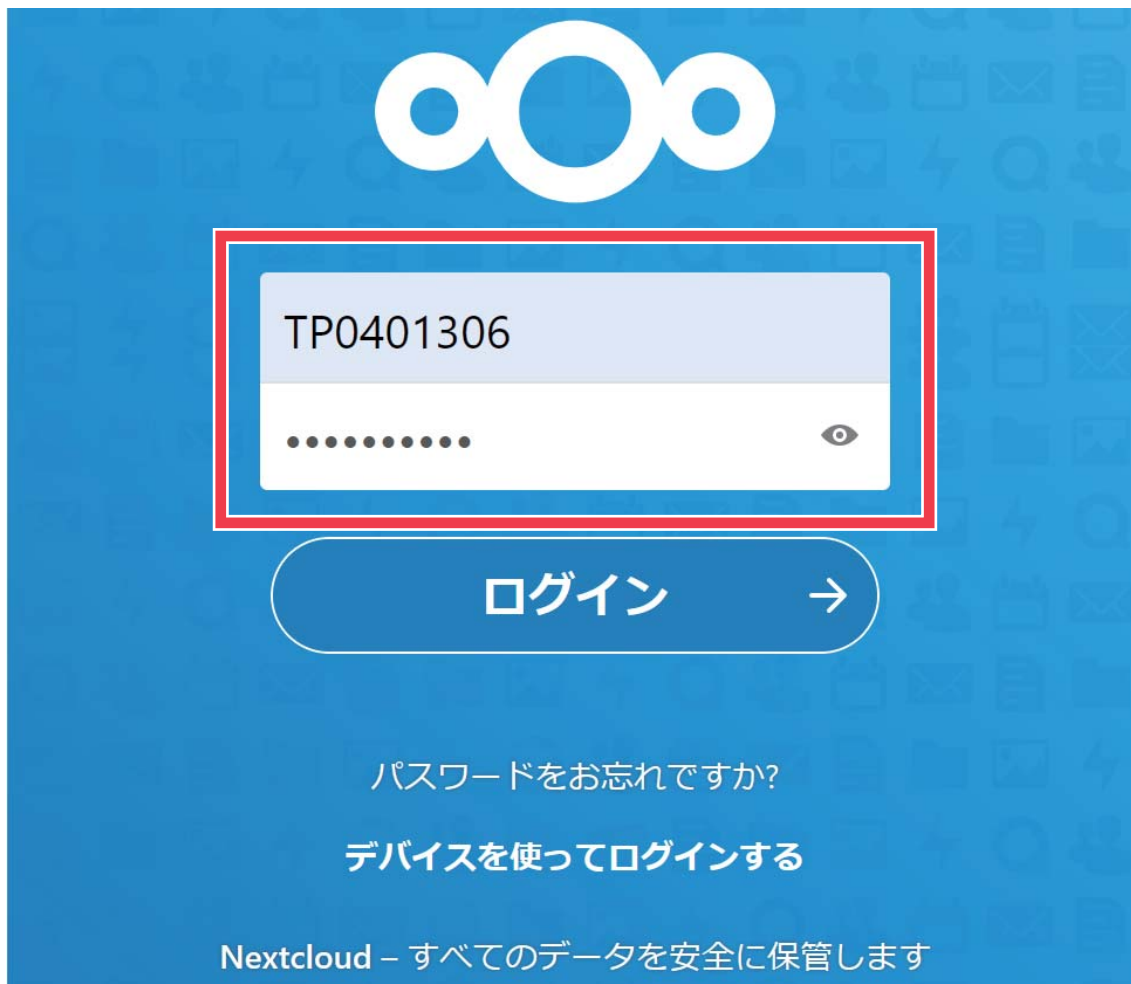 TP0401306
••••••••••
ログイン →
パスワードをお忘れですか?
デバイスを使ってログインする
Nextcloud – すべてのデータを安全に保管します